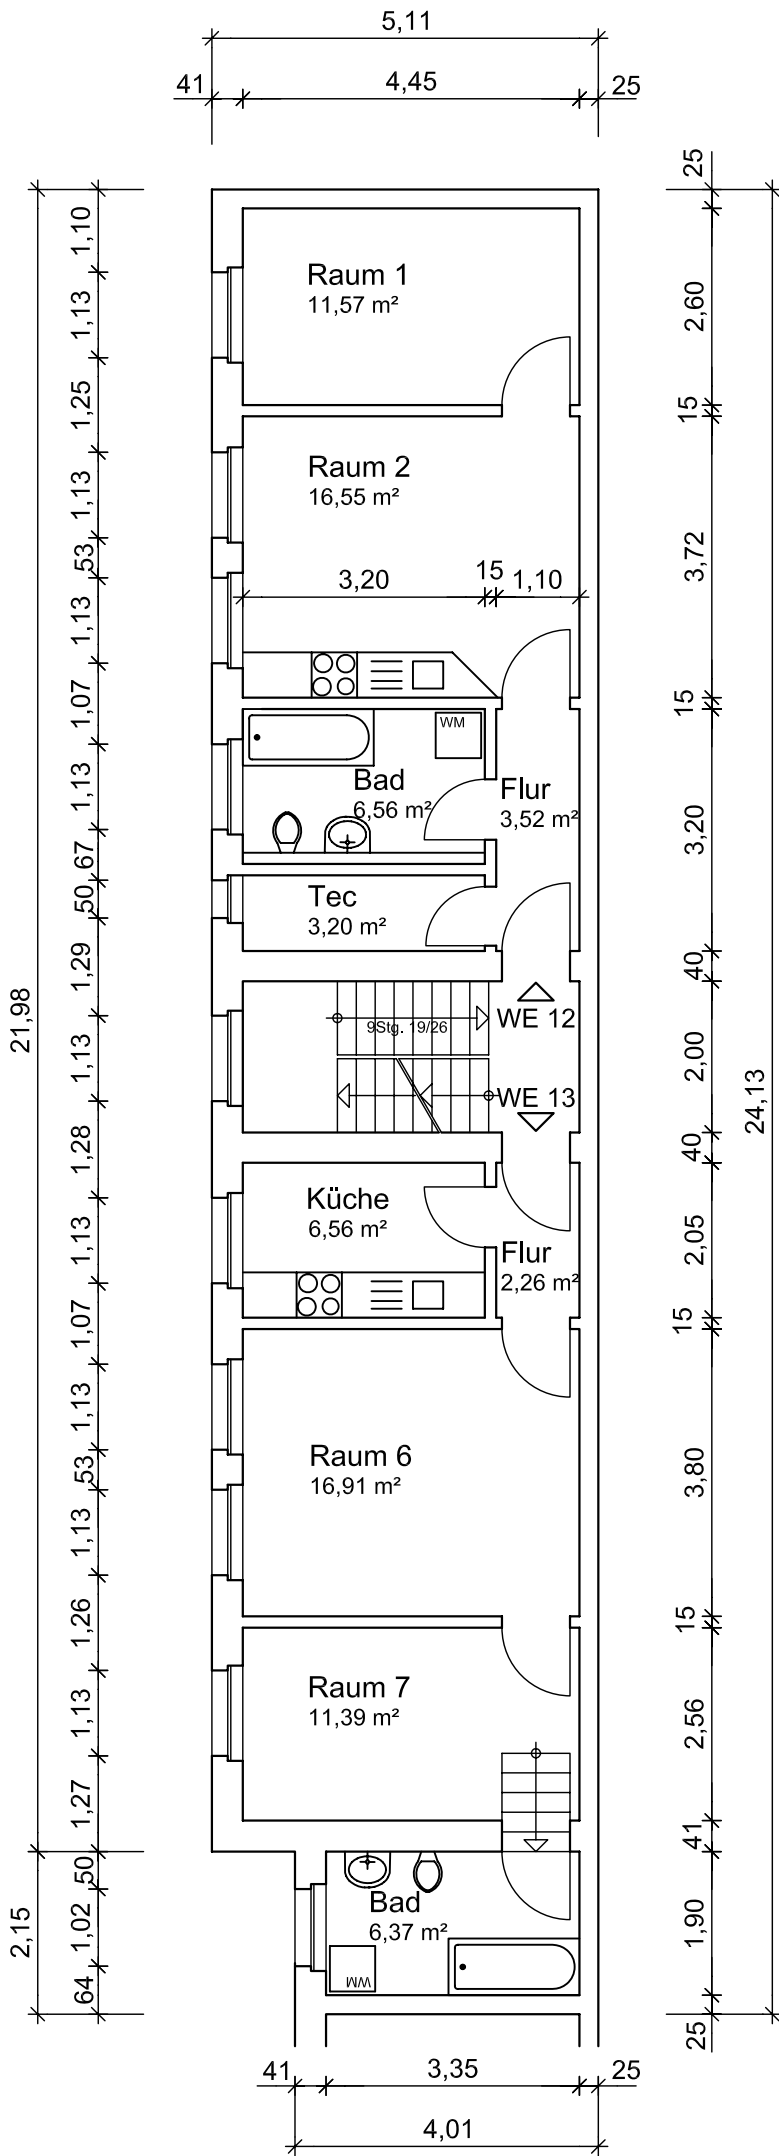 5,11
41 4,45 25
25
1,10
1,13
1,25
1,13
53
1,13
1,07
1,13
67
50
1,29
1,13
1,28
1,13
1,07
1,13
53
1,13
1,26
1,13
1,27
50
1,02
64
21,98
2,15
Raum 1
11,57 m²
Raum 2
16,55 m²
3,20 15 1,10
WM
Bad
6,56 m²
Flur
3,52 m²
Tec
3,20 m²
9Stg. 19/26
WE 12
WE 13
Küche
6,56 m²
Flur
2,26 m²
Raum 6
16,91 m²
Raum 7
11,39 m²
Bad
6,37 m²
WM
2,60
15
3,72
15
3,20
40
2,00
40
2,05
15
3,80
15
2,56
41
1,90
25
24,13
41 3,35 25
4,01